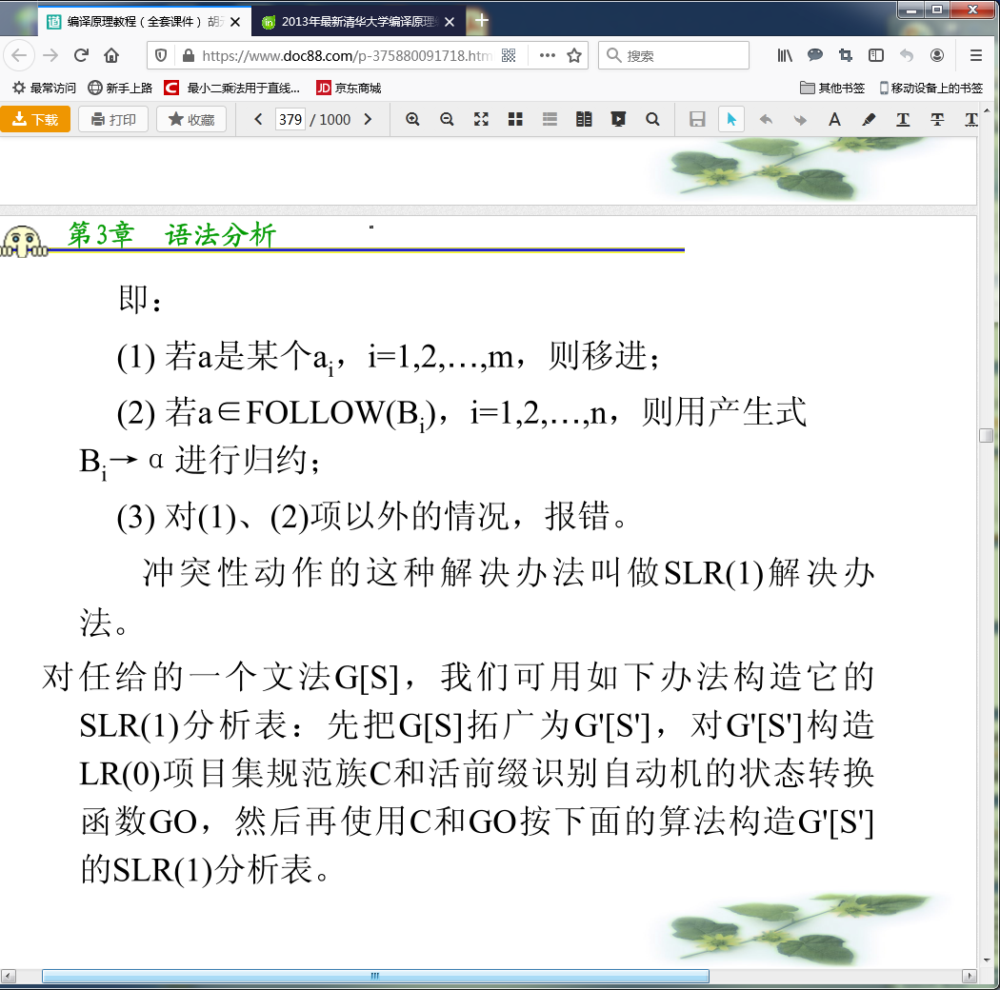 编译原理教程（全套课件）胡
2013年最新清华大学编译原理
https://www.doc88.com/p-375880091718.htm
搜索
最常访问
新手上路
C 最小二乘法用于直线...
JD 京东商城
其他书签
移动设备上的书签
下载
打印
收藏
379 / 1000
第3章 语法分析
即：
(1) 若a是某个ai，i=1,2,…,m，则移进；
(2) 若a∈FOLLOW(Bi)，i=1,2,…,n，则用产生式
Bi→α进行归约；
(3) 对(1)、(2)项以外的情况，报错。
冲突性动作的这种解决办法叫做SLR(1)解决办
法。
对任给的一个文法G[S]，我们可用如下办法构造它的
SLR(1)分析表：先把G[S]拓广为G'[S']，对G'[S']构造
LR(0)项目集规范族C和活前缀识别自动机的状态转换
函数GO，然后再使用C和GO按下面的算法构造G'[S']
的SLR(1)分析表。